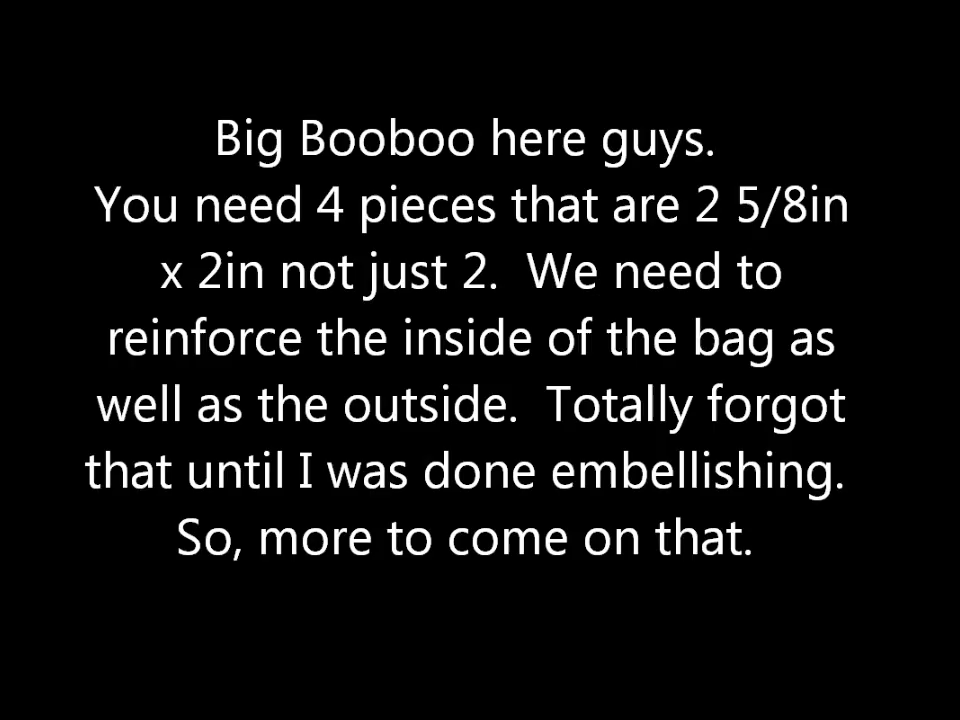 Big Booboo here guys.
You need 4 pieces that are 2 5/8in
x 2in not just 2.  We need to
reinforce the inside of the bag as
well as the outside.  Totally forgot
that until I was done embellishing.
So, more to come on that.